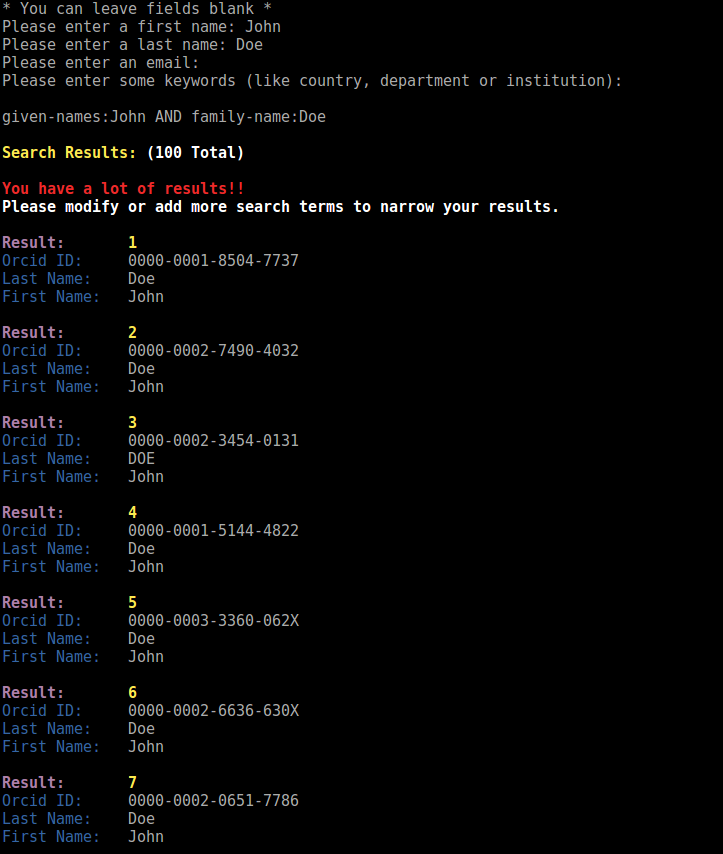 * You can leave fields blank *
Please enter a first name: John
Please enter a last name: Doe
Please enter an email:
Please enter some keywords (like country, department or institution):
given-names:John AND family-name:Doe
Search Results: (100 Total)
You have a lot of results!!
Please modify or add more search terms to narrow your results.
Result: 1
Orcid ID: 0000-0001-8504-7737
Last Name: Doe
First Name: John
Result: 2
Orcid ID: 0000-0002-7490-4032
Last Name: Doe
First Name: John
Result: 3
Orcid ID: 0000-0002-3454-0131
Last Name: DOE
First Name: John
Result: 4
Orcid ID: 0000-0001-5144-4822
Last Name: Doe
First Name: John
Result: 5
Orcid ID: 0000-0003-3360-062X
Last Name: Doe
First Name: John
Result: 6
Orcid ID: 0000-0002-6636-630X
Last Name: Doe
First Name: John
Result: 7
Orcid ID: 0000-0002-0651-7786
Last Name: Doe
First Name: John